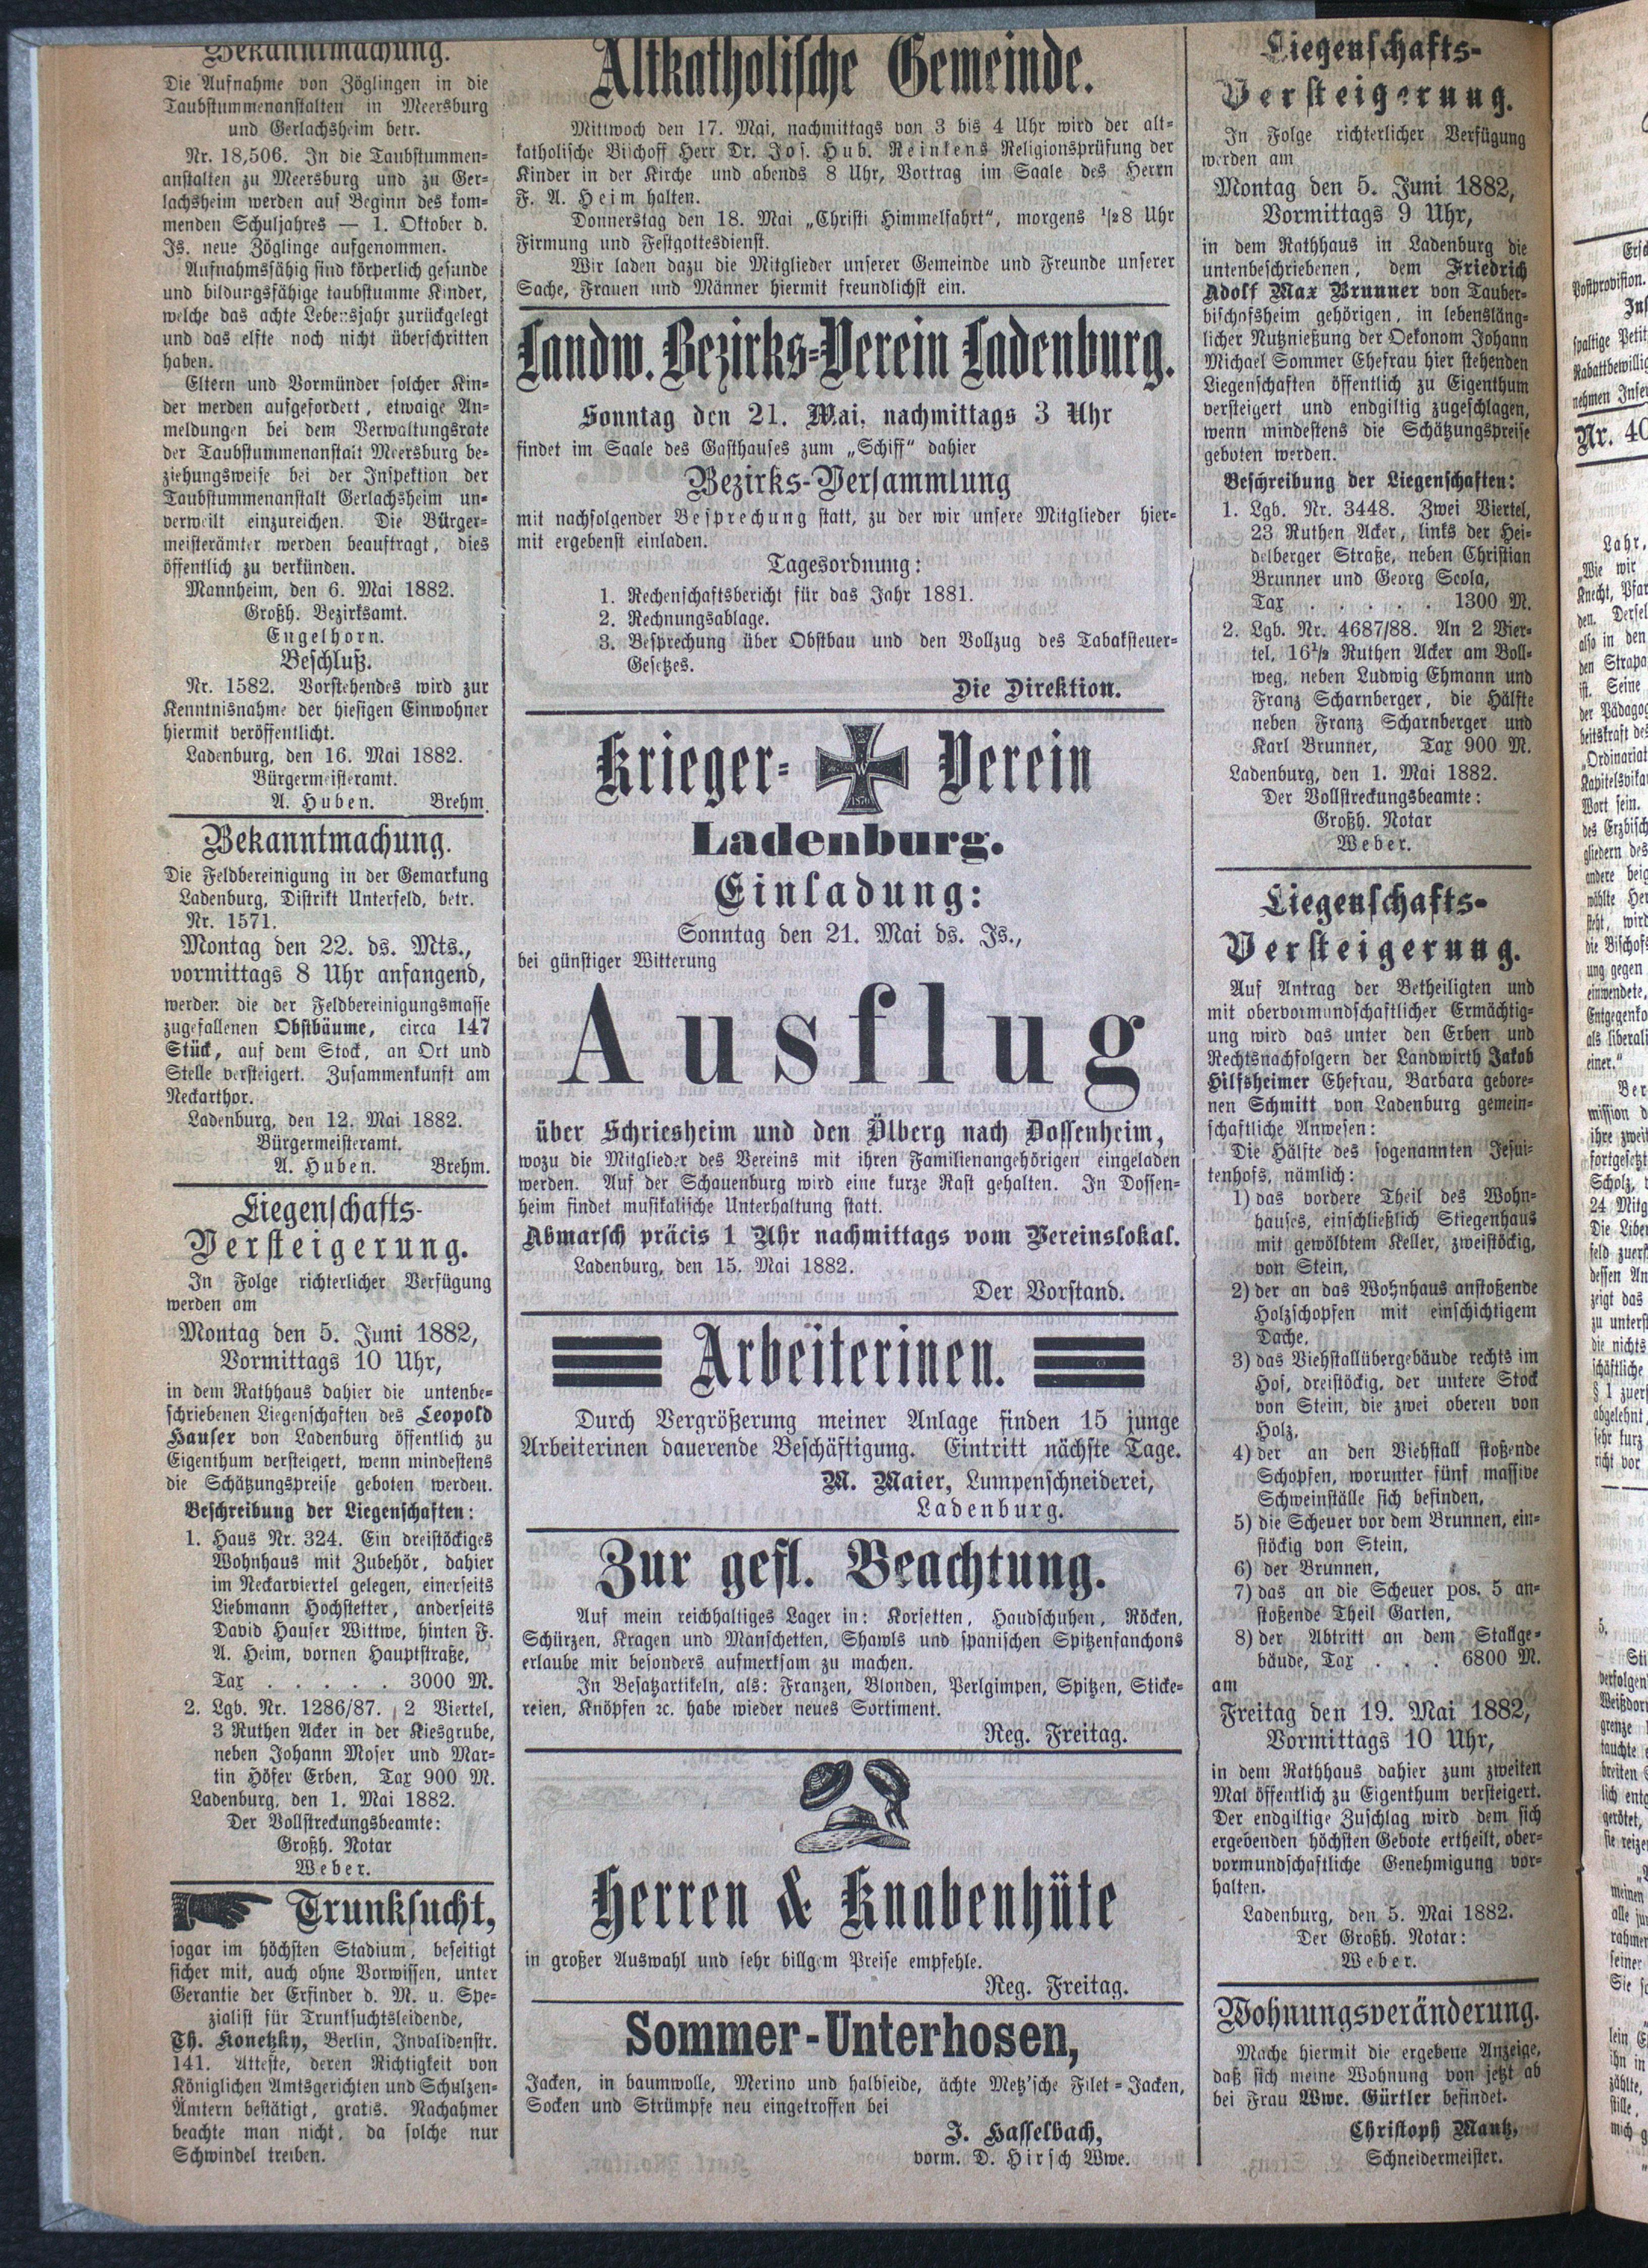 Bekanntmachung.
Die Aufnahme von Zöglingen in die
Taubstummenanstalten in Meersburg
und Gerlachsheim betr.
Nr. 18,506. In die Taubstummen-
anstalten zu Meersburg und zu Ger-
lachsheim werden auf Beginn des kom-
menden Schuljahres — 1. Oktober d.
Js. neue Zöglinge aufgenommen.
Aufnahmsfähig sind körperlich gesunde
und bildungsfähige taubstumme Kinder,
welche das achte Lebensjahr zurückgelegt
und das elfte noch nicht überschritten
haben.
Eltern und Vormünder solcher Kin-
der werden aufgefordert, etwaige An-
meldungen bei dem Verwaltungsrate
der Taubstummenanstalt Meersburg be-
ziehungsweise bei der Inspektion der
Taubstummenanstalt Gerlachsheim un-
verweilt einzureichen. Die Bürger-
meisterämter werden beauftragt, dies
öffentlich zu verkünden.
Mannheim, den 6. Mai 1882.
Großh. Bezirksamt.
Engelhorn.
Beschluß.
Nr. 1582. Vorstehendes wird zur
Kenntnisnahme der hiesigen Einwohner
hiermit veröffentlicht.
Ladenburg, den 16. Mai 1882.
Bürgermeisteramt.
A. Huben. Brehm.
Bekanntmachung.
Die Feldbereinigung in der Gemarkung
Ladenburg, Distrikt Unterfeld, betr.
Nr. 1571.
Montag den 22. ds. Mts.,
vormittags 8 Uhr anfangend,
werden die der Feldbereinigungsmasse
zugefallenen Obstbäume, circa 147
Stück, auf dem Stock, an Ort und
Stelle versteigert. Zusammenkunft am
Neckarthor.
Ladenburg, den 12. Mai 1882.
Bürgermeisteramt.
A. Huben. Brehm.
Liegenschafts-
Versteigerung.
In Folge richterlicher Verfügung
werden am
Montag den 5. Juni 1882,
Vormittags 10 Uhr,
in dem Rathhaus dahier die untenbe-
schriebenen Liegenschaften des Leopold
Hauser von Ladenburg öffentlich zu
Eigenthum versteigert, wenn mindestens
die Schätzungspreise geboten werden.
Beschreibung der Liegenschaften:
1. Haus Nr. 324. Ein dreistöckiges
Wohnhaus mit Zubehör, dahier
im Neckarviertel gelegen, einerseits
Liebmann Hochstetter, anderseits
David Hauser Wittwe, hinten F.
A. Heim, vornen Hauptstraße,
Tax . . . . . 3000 M.
2. Lgb. Nr. 1286/87. 2 Viertel,
3 Ruthen Acker in der Kiesgrube,
neben Johann Moser und Mar-
tin Höfer Erben, Tax 900 M.
Ladenburg, den 1. Mai 1882.
Der Vollstreckungsbeamte:
Großh. Notar
Weber.
Trunksucht,
sogar im höchsten Stadium, beseitigt
sicher mit, auch ohne Vorwissen, unter
Gerantie der Erfinder d. M. u. Spe-
zialist für Trunksuchtsleidende,
Th. Konetzky, Berlin, Invalidenstr.
141. Atteste, deren Richtigkeit von
Königlichen Amtsgerichten und Schulzen-
Ämtern bestätigt, gratis. Nachahmer
beachte man nicht, da solche nur
Schwindel treiben.
Altkatholische Gemeinde.
Mittwoch den 17. Mai, nachmittags von 3 bis 4 Uhr wird der alt-
katholische Bischoff Herr Dr. Jos. Hub. Reinkens Religionsprüfung der
Kinder in der Kirche und abends 8 Uhr, Vortrag im Saale des Herrn
F. A. Heim halten.
Donnerstag den 18. Mai „Christi Himmelfahrt“, morgens ½8 Uhr
Firmung und Festgottesdienst.
Wir laden dazu die Mitglieder unserer Gemeinde und Freunde unserer
Sache, Frauen und Männer hiermit freundlichst ein.
Landw. Bezirks-Verein Ladenburg.
Sonntag den 21. Mai, nachmittags 3 Uhr
findet im Saale des Gasthauses zum „Schiff“ dahier
Bezirks-Versammlung
mit nachfolgender Besprechung statt, zu der wir unsere Mitglieder hier-
mit ergebenst einladen.
Tagesordnung:
1. Rechenschaftsbericht für das Jahr 1881.
2. Rechnungsablage.
3. Besprechung über Obstbau und den Vollzug des Tabaksteuer-
Gesetzes.
Die Direktion.
Krieger- W 1870 Verein
Ladenburg.
Einladung:
Sonntag den 21. Mai ds. Js.,
bei günstiger Witterung
Ausflug
über Schriesheim und den Ölberg nach Dossenheim,
wozu die Mitglieder des Vereins mit ihren Familienangehörigen eingeladen
werden. Auf der Schauenburg wird eine kurze Rast gehalten. In Dossen-
heim findet musikalische Unterhaltung statt.
Abmarsch präcis 1 Uhr nachmittags vom Vereinslokal.
Ladenburg, den 15. Mai 1882.
Der Vorstand.
Arbeiterinen.
Durch Vergrößerung meiner Anlage finden 15 junge
Arbeiterinen dauerende Beschäftigung. Eintritt nächste Tage.
M. Maier, Lumpenschneiderei,
Ladenburg.
Zur gefl. Beachtung.
Auf mein reichhaltiges Lager in: Korsetten, Haudschuhen, Röcken,
Schürzen, Kragen und Manschetten, Shawls und spanischen Spitzenfanchons
erlaube mir besonders aufmerksam zu machen.
In Besatzartikeln, als: Franzen, Blonden, Perlgimpen, Spitzen, Sticke-
reien, Knöpfen ꝛc. habe wieder neues Sortiment.
Reg. Freitag.
Herren & Knabenhüte
in großer Auswahl und sehr billgem Preise empfehle.
Reg. Freitag.
Sommer-Unterhosen,
Jacken, in baumwolle, Merino und halbseide, ächte Metz'sche Filet-Jacken,
Socken und Strümpfe neu eingetroffen bei
J. Hasselbach,
vorm. D. Hirsch Wwe.
Liegenschafts-
Versteigerung.
In Folge richterlicher Verfügung
werden am
Montag den 5. Juni 1882,
Vormittags 9 Uhr,
in dem Rathhaus in Ladenburg die
untenbeschriebenen, dem Friedrich
Adolf Max Brunner von Tauber-
bischofsheim gehörigen, in lebensläng-
licher Nutznießung der Oekonom Johann
Michael Sommer Ehefrau hier stehenden
Liegenschaften öffentlich zu Eigenthum
versteigert und endgiltig zugeschlagen,
wenn mindestens die Schätzungspreise
geboten werden.
Beschreibung der Liegenschaften:
1. Lgb. Nr. 3448. Zwei Viertel,
23 Ruthen Acker, links der Hei-
delberger Straße, neben Christian
Brunner und Georg Scola,
Tax . . . . . 1300 M.
2. Lgb. Nr. 4687/88. An 2 Vier-
tel, 16½ Ruthen Acker am Boll-
weg, neben Ludwig Ehmann und
Franz Scharnberger, die Hälfte
neben Franz Scharnberger und
Karl Brunner, Tax 900 M.
Ladenburg, den 1. Mai 1882.
Der Vollstreckungsbeamte:
Großh. Notar
Weber.
Liegenschafts-
Versteigerung.
Auf Antrag der Betheiligten und
mit obervormundschaftlicher Ermächtig-
ung wird das unter den Erben und
Rechtsnachfolgern der Landwirth Jakob
Hilfsheimer Ehefrau, Barbara gebore-
nen Schmitt von Ladenburg gemein-
schaftliche Anwesen:
Die Hälfte des sogenannten Jesui-
tenhofs, nämlich:
1) das vordere Theil des Wohn-
hauses, einschließlich Stiegenhaus
mit gewölbtem Keller, zweistöckig,
von Stein,
2) der an das Wohnhaus anstoßende
Holzschopfen mit einschichtigem
Dache,
3) das Viehstallübergebäude rechts im
Hof, dreistöckig, der untere Stock
von Stein, die zwei oberen von
Holz,
4) der an den Viehstall stoßende
Schopfen, worunter fünf massive
Schweinställe sich befinden,
5) die Scheuer vor dem Brunnen, ein-
stöckig von Stein,
6) der Brunnen,
7) das an die Scheuer pos. 5 an-
stoßende Theil Garten,
8) der Abtritt an dem Stallge-
bäude, Tax . . . 6800 M.
am
Freitag den 19. Mai 1882,
Vormittags 10 Uhr,
in dem Rathhaus dahier zum zweiten
Mal öffentlich zu Eigenthum versteigert.
Der endgiltige Zuschlag wird dem sich
ergebenden höchsten Gebote ertheilt, ober-
vormundschaftliche Genehmigung vor-
halten.
Ladenburg, den 5. Mai 1882.
Der Großh. Notar:
Weber.
Wohnungsveränderung.
Mache hiermit die ergebene Anzeige,
daß sich meine Wohnung von jetzt ab
bei Frau Wwe. Gürtler befindet.
Christoph Mantz,
Schneidermeister.
Nr. 40